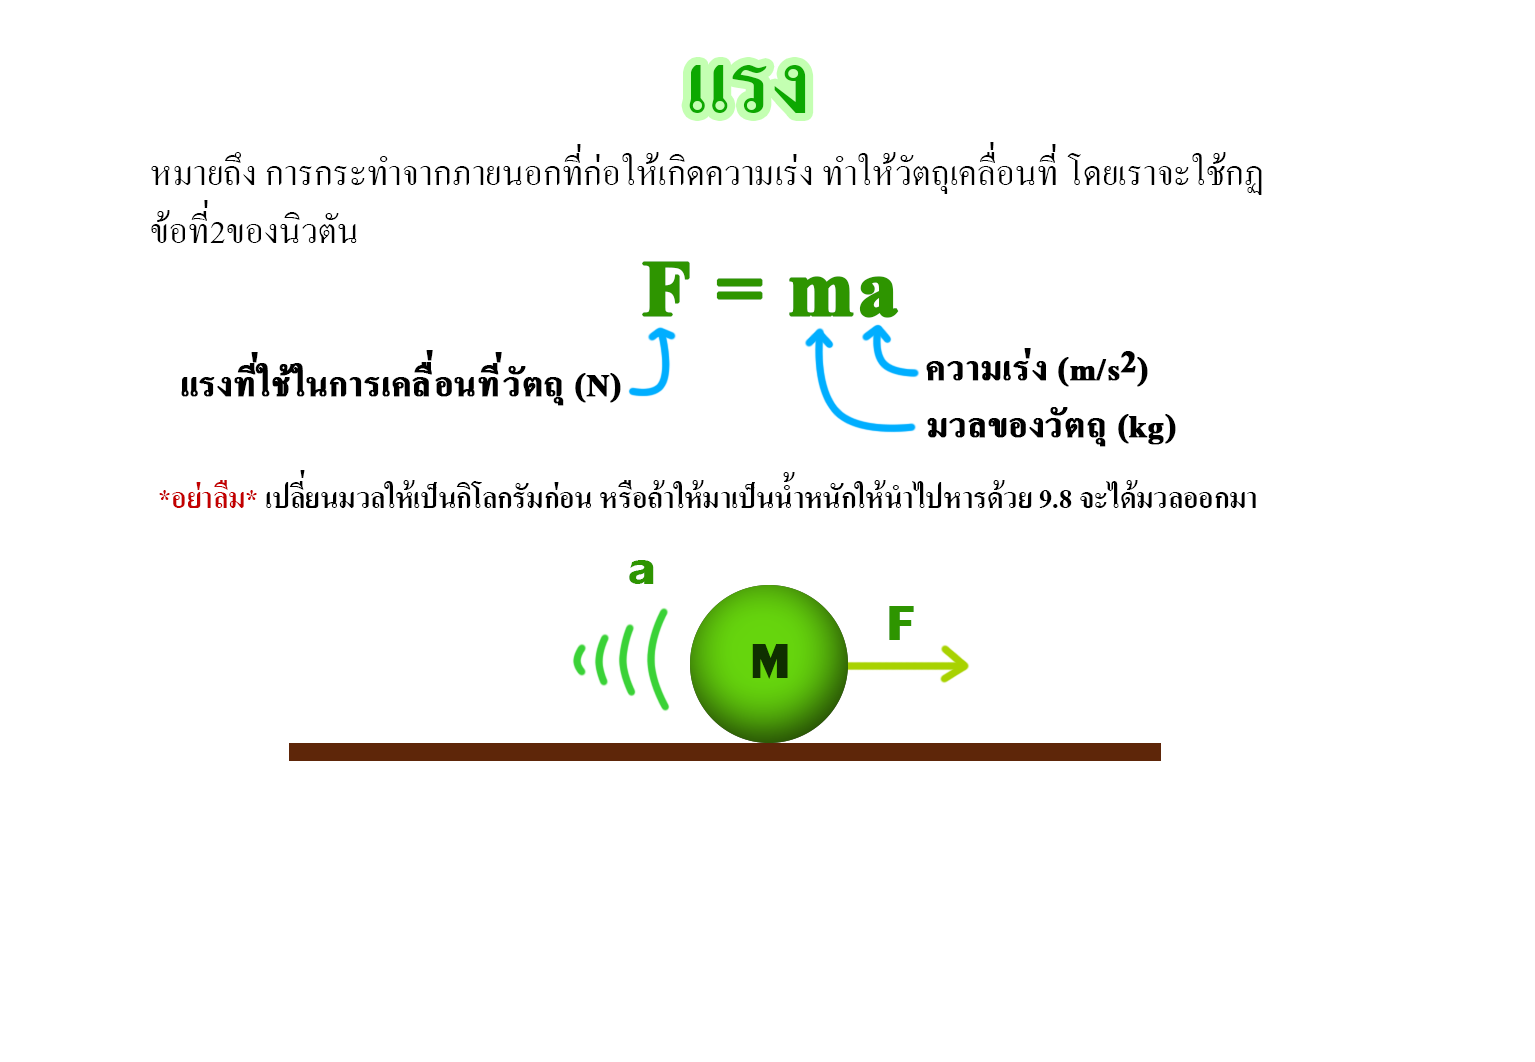 แรง
หมายถึง การกระทำจากภายนอกที่ก่อให้เกิดความเร่ง ทำให้วัตถุเคลื่อนที่ โดยเราจะใช้กฏ
ข้อที่2ของนิวตัน
F = ma
แรงที่ใช้ในการเคลื่อนที่วัตถุ (N)
ความเร่ง (m/s²)
มวลของวัตถุ (kg)
*อย่าลืม* เปลี่ยนมวลให้เป็นกิโลกรัมก่อน หรือถ้าให้มาเป็นน้ำหนักให้นำไปหารด้วย 9.8 จะได้มวลออกมา
a
F
M